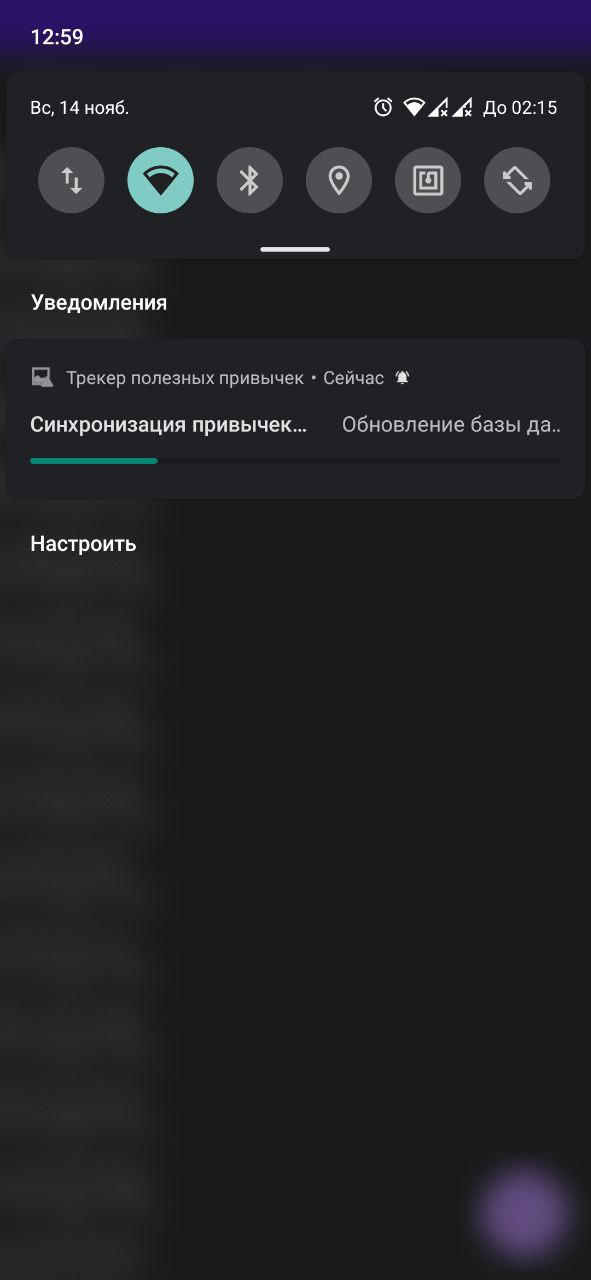 12:59
Вс, 14 нояб. До 02:15
Уведомления
Трекер полезных привычек • Сейчас
Синхронизация привычек... Обновление базы да..
Настроить